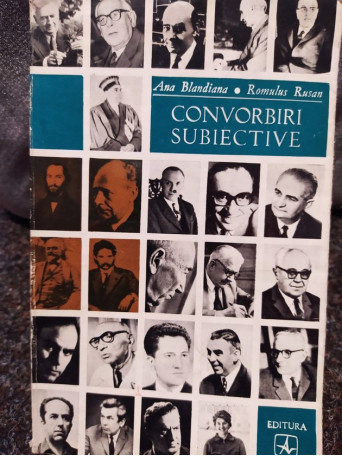 Ana Blandiana • Romulus Rusan
CONVORBIRI
SUBIECTIVE
EDITURA